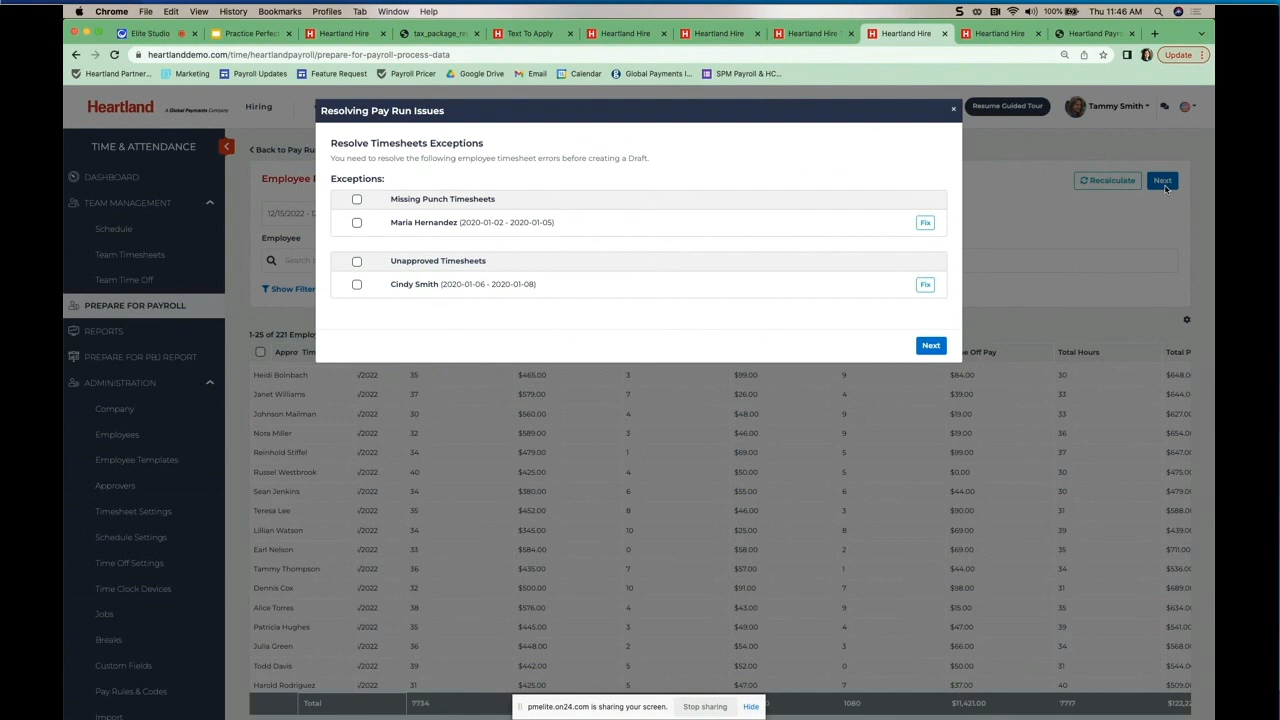 Chrome File Edit View History Bookmarks Profiles Tab Window Help 100% Thu 11:46 AM
Elite Studio Practice Perfec Heartland Hire tax_package_re Text To Apply Heartland Hire Heartland Hire Heartland Hire Heartland Hire Heartland Hire Heartland Payro
heartlanddemo.com/time/heartlandpayroll/prepare-for-payroll-process-data Update
Heartland Partner... Marketing Payroll Updates Feature Request Payroll Pricer Google Drive Email Calendar Global Payments I... SPM Payroll & HC...
Heartland A Global Payments Company Hiring Resume Guided Tour Tammy Smith
Resolving Pay Run Issues ×
Resolve Timesheets Exceptions
You need to resolve the following employee timesheet errors before creating a Draft.
Exceptions:
Missing Punch Timesheets
Maria Hernandez (2020-01-02 - 2020-01-05) Fix
Unapproved Timesheets
Cindy Smith (2020-01-06 - 2020-01-08) Fix
Next
TIME & ATTENDANCE
DASHBOARD
TEAM MANAGEMENT
Schedule
Team Timesheets
Team Time Off
PREPARE FOR PAYROLL
REPORTS
PREPARE FOR PBJ REPORT
ADMINISTRATION
Company
Employees
Employee Templates
Approvers
Timesheet Settings
Schedule Settings
Time Off Settings
Time Clock Devices
Jobs
Breaks
Custom Fields
Pay Rules & Codes
Import
Back to Pay Ru
Employee Recalculate Next
12/15/2022 - D
Employee
Search
Show Filter
1-25 of 221 Emplo
Appro Tim e Off Pay Total Hours Total P
Heidi Bolnbach /2022 35 $465.00 3 $99.00 9 $84.00 30 $648.0
Janet Williams /2022 37 $579.00 7 $26.00 4 $39.00 33 $644.0
Johnson Mailman /2022 30 $560.00 4 $48.00 9 $19.00 33 $627.0
Nora Miller /2022 32 $589.00 3 $46.00 9 $19.00 36 $654.0
Reinhold Stiffel /2022 34 $479.00 1 $69.00 5 $99.00 37 $647.0
Russel Westbrook /2022 40 $425.00 4 $50.00 5 $0.00 30 $475.0
Sean Jenkins /2022 34 $380.00 6 $55.00 6 $44.00 30 $479.0
Teresa Lee /2022 35 $452.00 8 $46.00 3 $90.00 31 $588.0
Lillian Watson /2022 34 $345.00 10 $25.00 8 $69.00 39 $439.0
Earl Nelson /2022 33 $584.00 0 $58.00 2 $69.00 35 $711.00
Tammy Thompson /2022 36 $435.00 7 $57.00 1 $44.00 34 $536.0
Dennis Cox /2022 32 $500.00 10 $91.00 7 $98.00 31 $689.0
Alice Torres /2022 38 $576.00 4 $43.00 9 $15.00 35 $634.0
Patricia Hughes /2022 35 $445.00 3 $49.00 4 $47.00 39 $541.0
Julia Green /2022 36 $448.00 2 $54.00 3 $66.00 34 $568.0
Todd Davis /2022 39 $442.00 5 $52.00 0 $50.00 31 $544.0
Harold Rodriguez /2022 31 $425.00 5 $47.00 7 $37.00 40 $509.0
Total 7734 1080 $11,421.00 7717 $122,22
pmelite.on24.com is sharing your screen. Stop sharing Hide